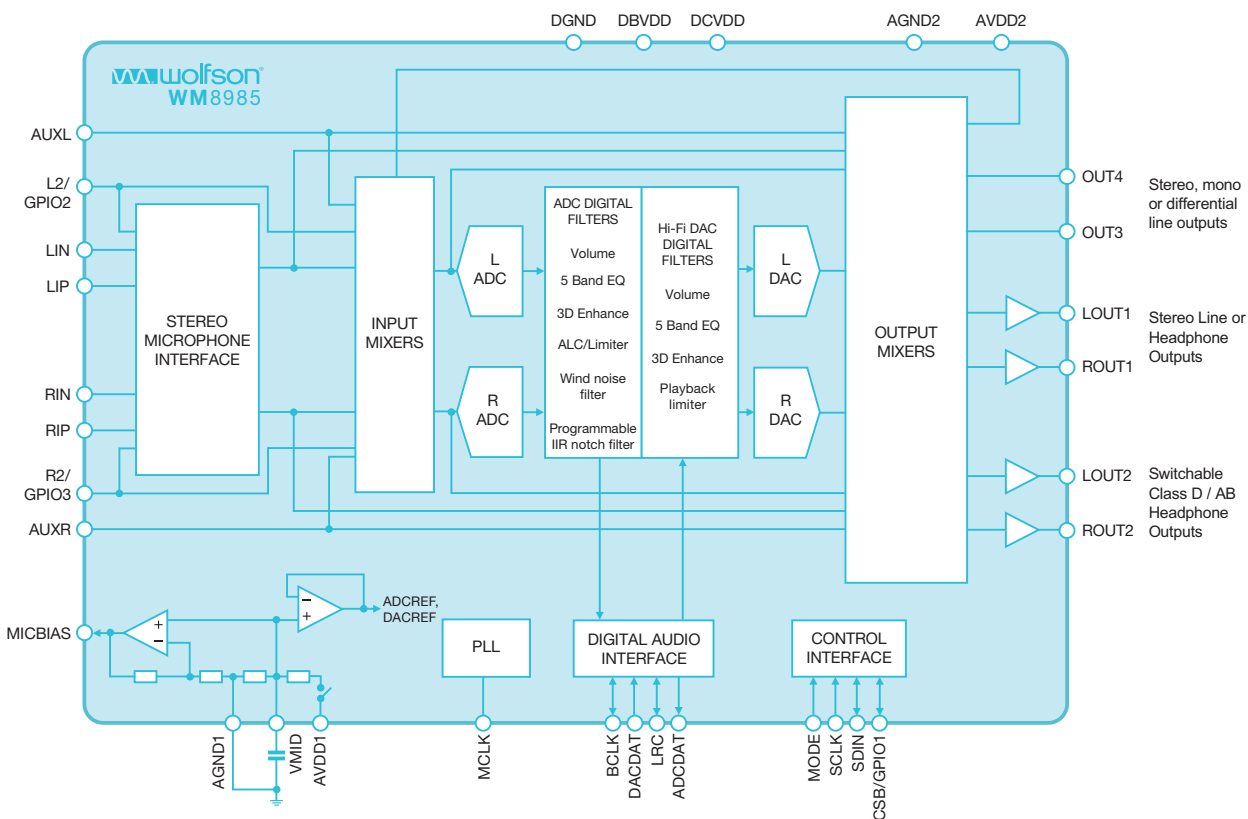 DGND DBVDD DCVDD AGND2 AVDD2
wolfson®
WM8985
AUXL
L2/
GPIO2
LIN
LIP
RIN
RIP
R2/
GPIO3
AUXR
MICBIAS
STEREO
MICROPHONE
INTERFACE
INPUT
MIXERS
L
ADC
R
ADC
ADC DIGITAL
FILTERS
Volume
5 Band EQ
3D Enhance
ALC/Limiter
Wind noise
filter
Programmable
IIR notch filter
Hi-Fi DAC
DIGITAL
FILTERS
Volume
5 Band EQ
3D Enhance
Playback
limiter
L
DAC
R
DAC
OUTPUT
MIXERS
OUT4
OUT3
Stereo, mono
or differential
line outputs
LOUT1
ROUT1
Stereo Line or
Headphone
Outputs
LOUT2
ROUT2
Switchable
Class D / AB
Headphone
Outputs
+
−
−
+
ADCREF,
DACREF
PLL
DIGITAL AUDIO
INTERFACE
CONTROL
INTERFACE
AGND1
VMID
AVDD1
MCLK
BCLK
DACDAT
LRC
ADCDAT
MODE
SCLK
SDIN
CSB/GPIO1